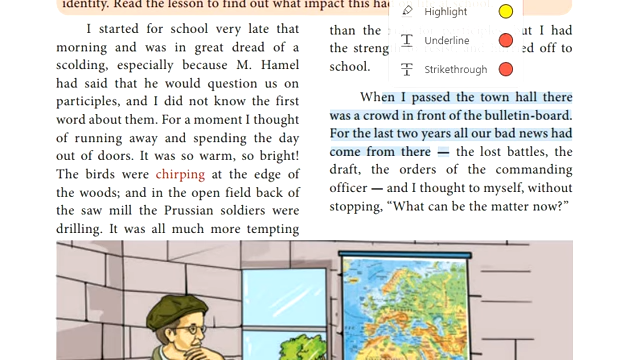 identity. Read the lesson to find out what impact this ha
I started for school very late that
morning and was in great dread of a
scolding, especially because M. Hamel
had said that he would question us on
participles, and I did not know the first
word about them. For a moment I thought
of running away and spending the day
out of doors. It was so warm, so bright!
The birds were chirping at the edge of
the woods; and in the open field back of
the saw mill the Prussian soldiers were
drilling. It was all much more tempting
than the
the streng
school.
Highlight
Underline
Strikethrough
ut I had
ed off to
When I passed the town hall there
was a crowd in front of the bulletin-board.
For the last two years all our bad news had
come from there — the lost battles, the
draft, the orders of the commanding
officer — and I thought to myself, without
stopping, “What can be the matter now?”